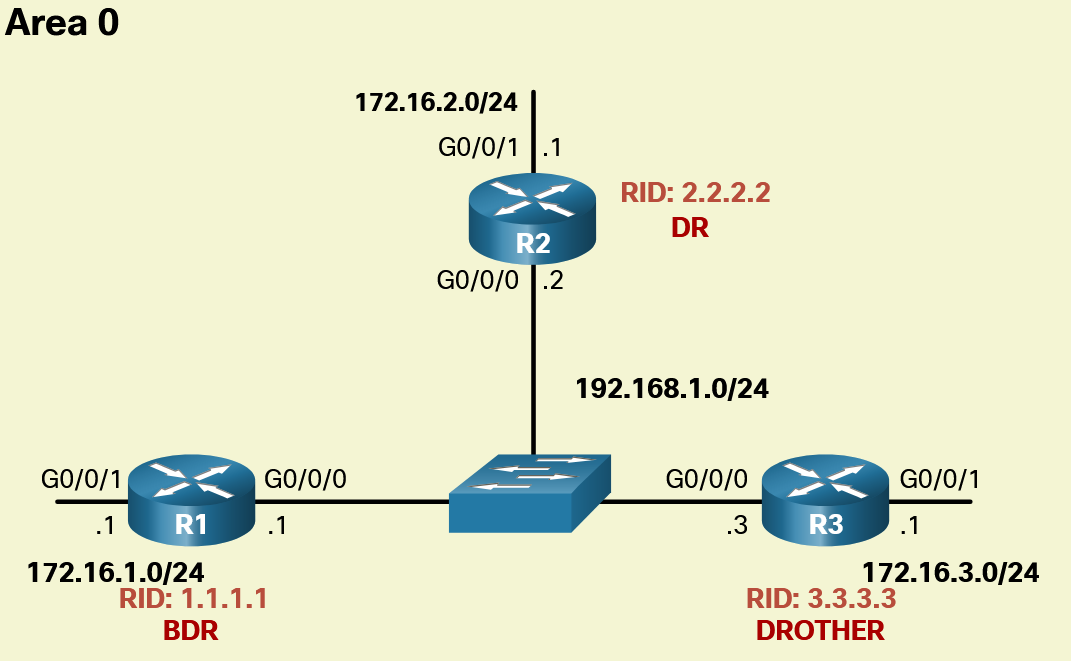 Area 0
172.16.2.0/24
G0/0/1 .1
RID: 2.2.2.2
DR
R2
G0/0/0 .2
192.168.1.0/24
G0/0/1 G0/0/0
R1
.1 .1
172.16.1.0/24
RID: 1.1.1.1
BDR
G0/0/0 G0/0/1
R3
.3 .1
172.16.3.0/24
RID: 3.3.3.3
DROTHER